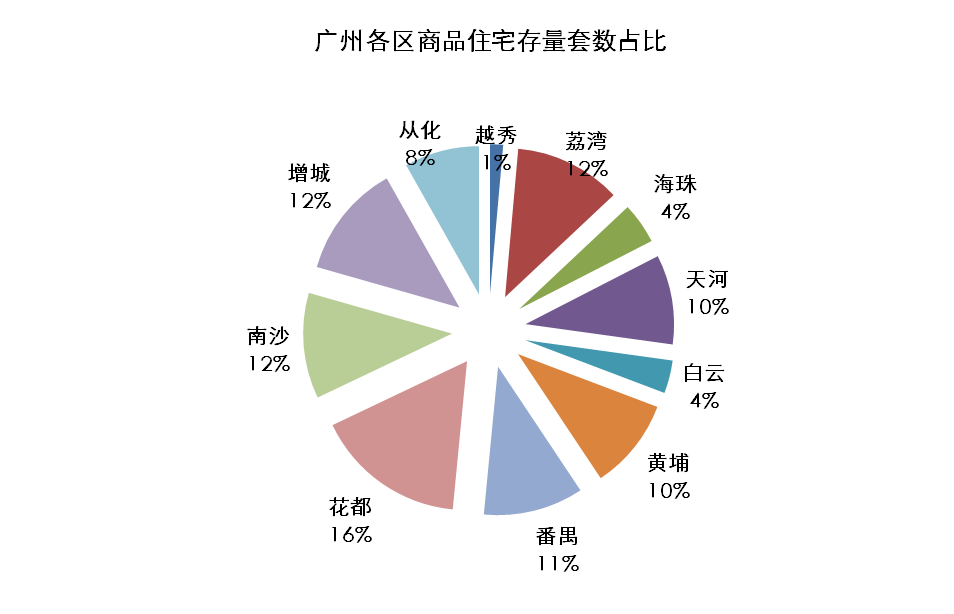 广州各区商品住宅存量套数占比
越秀
1%
荔湾
12%
海珠
4%
天河
10%
白云
4%
黄埔
10%
番禺
11%
花都
16%
南沙
12%
增城
12%
从化
8%